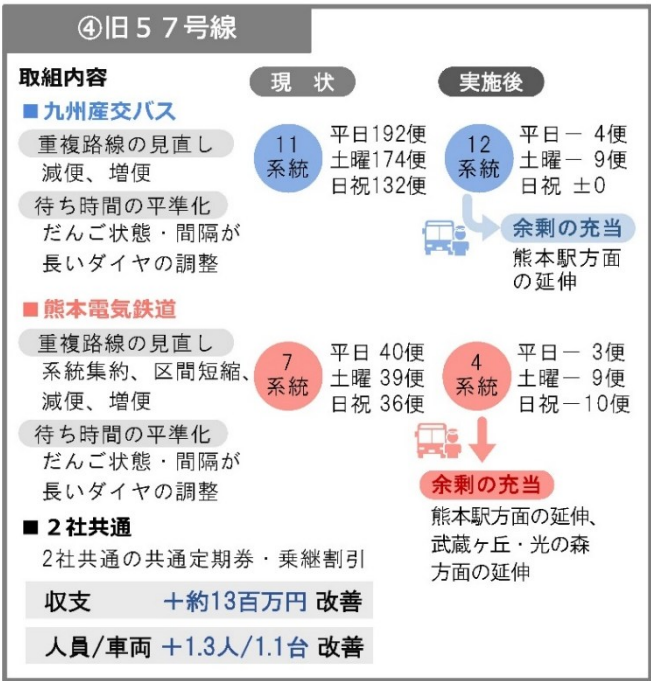 ④旧57号線
取組内容
現 状
実施後
■九州産交バス
重複路線の見直し
減便、増便
待ち時間の平準化
だんご状態・間隔が
長いダイヤの調整
11
系統
平日192便
土曜174便
日祝132便
12
系統
平日－ 4便
土曜－ 9便
日祝 ±0
余剰の充当
熊本駅方面
の延伸
■熊本電気鉄道
重複路線の見直し
系統集約、区間短縮、
減便、増便
待ち時間の平準化
だんご状態・間隔が
長いダイヤの調整
7
系統
平日 40便
土曜 39便
日祝 36便
4
系統
平日－ 3便
土曜－ 9便
日祝－10便
余剰の充当
熊本駅方面の延伸、
武蔵ヶ丘・光の森
方面の延伸
■２社共通
2社共通の共通定期券・乗継割引
収支 ＋約13百万円 改善
人員/車両 ＋1.3人/1.1台 改善